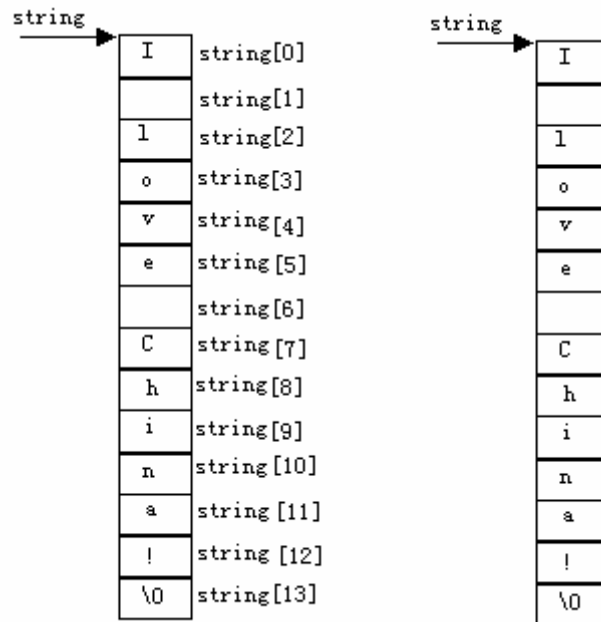 string
I string[0]
string[1]
l string[2]
o string[3]
v string[4]
e string[5]
string[6]
C string[7]
h string[8]
i string[9]
n string[10]
a string[11]
! string[12]
\0 string[13]
string
I
l
o
v
e
C
h
i
n
a
!
\0